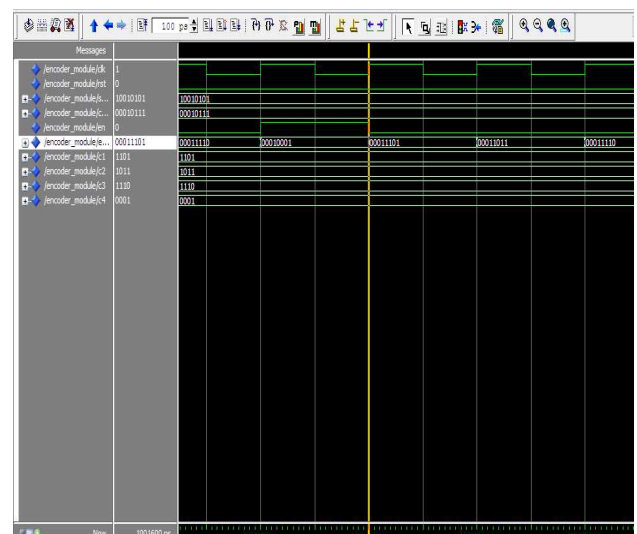 100 ps
Messages
/encoder_module/clk 1
/encoder_module/rst 0
/encoder_module/s... 10010101 10010101
/encoder_module/c... 00010111 00010111
/encoder_module/en 0
/encoder_module/e... 00011101 00011110 00010001 00011101 00011011 00011110
/encoder_module/c1 1101 1101
/encoder_module/c2 1011 1011
/encoder_module/c3 1110 1110
/encoder_module/c4 0001 0001
Now 1001600 ps